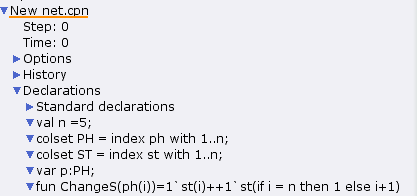 New net.cpn
Step: 0
Time: 0
Options
History
Declarations
Standard declarations
val n =5;
colset PH = index ph with 1..n;
colset ST = index st with 1..n;
var p:PH;
fun ChangeS(ph(i))=1`st(i)++1`st(if i = n then 1 else i+1)